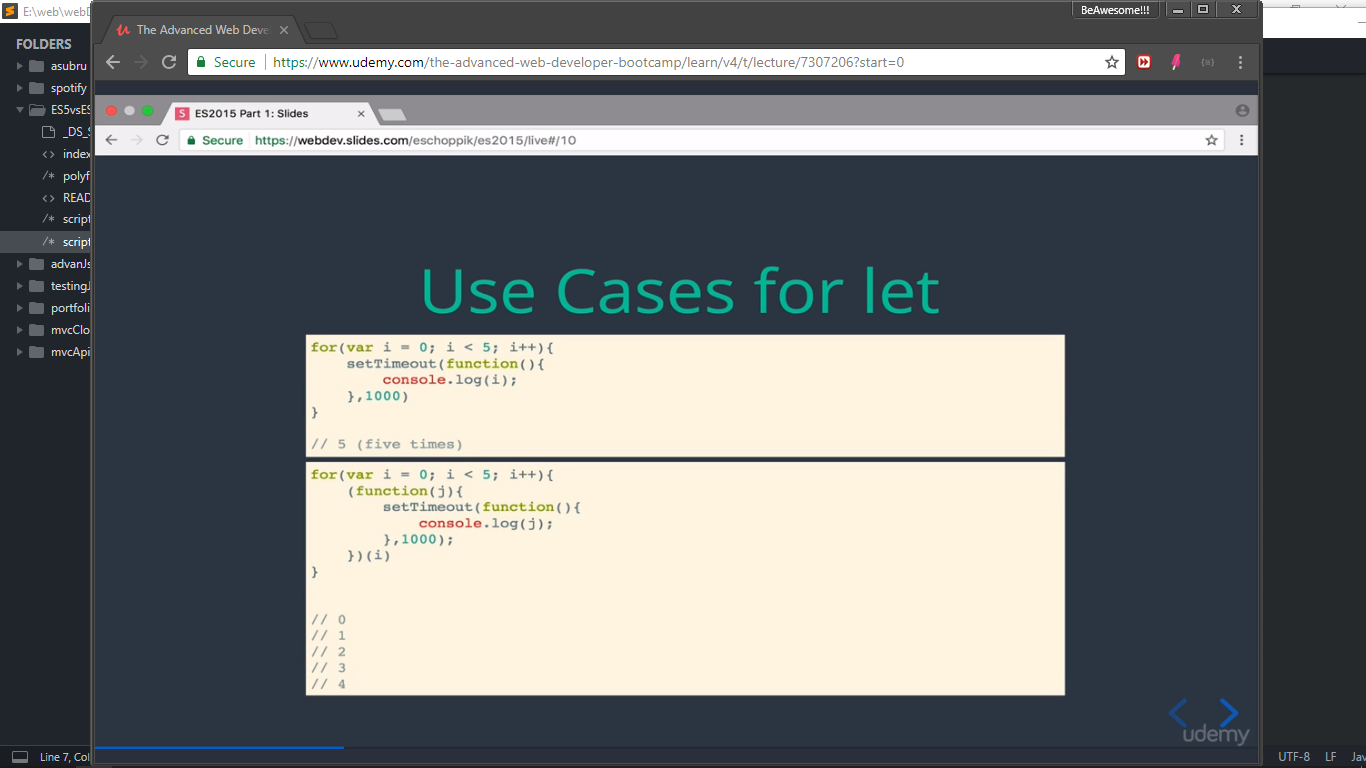 E:\web\webD
BeAwesome!!!
The Advanced Web Deve
Secure
https://www.udemy.com/the-advanced-web-developer-bootcamp/learn/v4/t/lecture/7307206?start=0
FOLDERS
asubru
spotify
ES5vsES
_DS_S
<> index
/* polyf
<> READ
/* script
/* script
advanJs
testingJ
portfoli
mvcClo
mvcApi
S ES2015 Part 1: Slides
Secure
https://webdev.slides.com/eschoppik/es2015/live#/10
Use Cases for let
for(var i = 0; i < 5; i++){
    setTimeout(function(){
        console.log(i);
    },1000)
}
// 5 (five times)
for(var i = 0; i < 5; i++){
    (function(j){
        setTimeout(function(){
            console.log(j);
        },1000);
    })(i)
}
// 0
// 1
// 2
// 3
// 4
udemy
Line 7, Col
UTF-8
LF
Jav